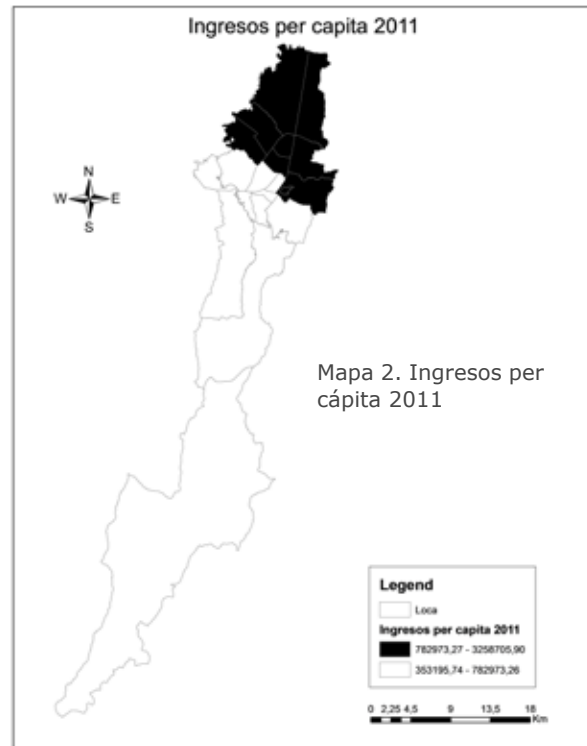 Ingresos per capita 2011
N
W E
S
Mapa 2. Ingresos per
cápita 2011
Legend
Loca
Ingresos per capita 2011
782973,27 - 3258705,90
353195,74 - 782973,26
0 2,25 4,5 9 13,5 18
Km